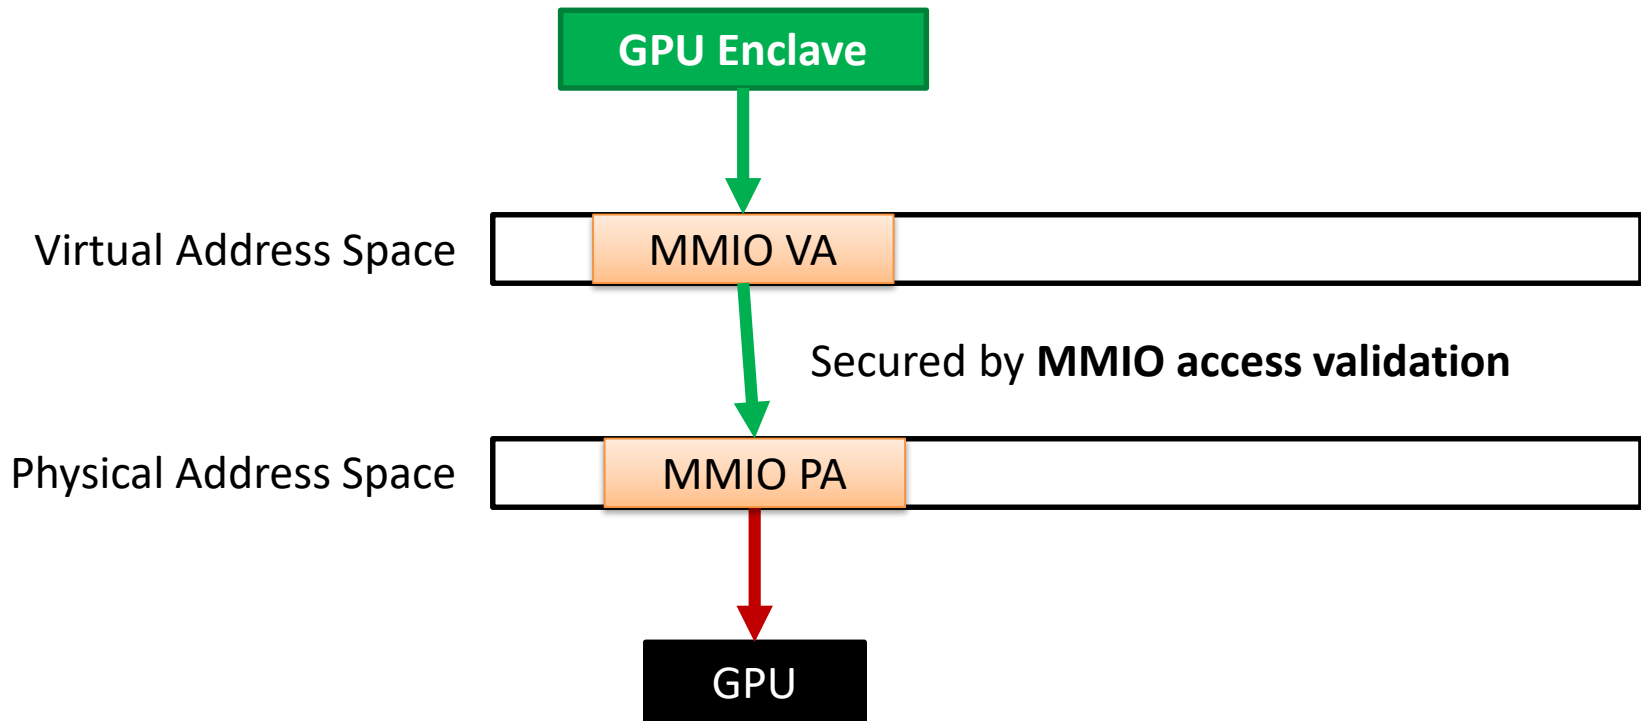 GPU Enclave
Virtual Address Space
MMIO VA
Secured by MMIO access validation
Physical Address Space
MMIO PA
GPU